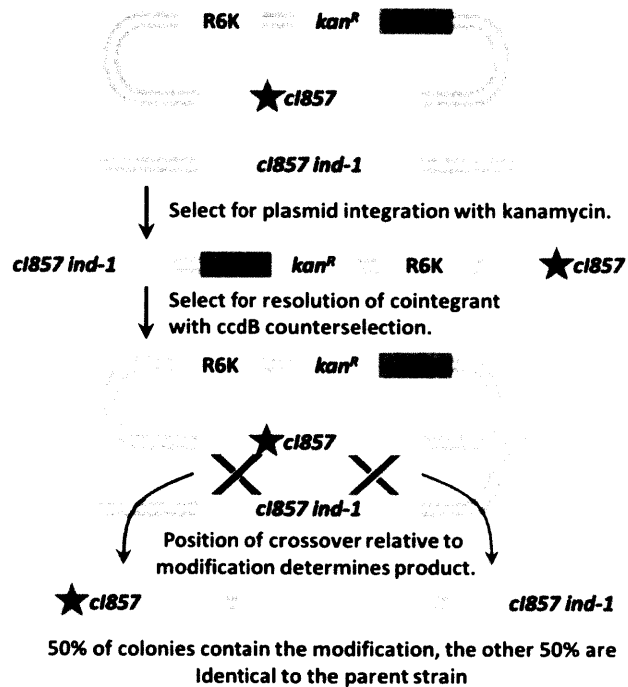 R6K kanR
cI857
cI857 ind-1
Select for plasmid integration with kanamycin.
cI857 ind-1 kanR R6K cI857
Select for resolution of cointegrant
with ccdB counterselection.
R6K kanR
cI857
cI857 ind-1
Position of crossover relative to
modification determines product.
cI857 cI857 ind-1
50% of colonies contain the modification, the other 50% are
Identical to the parent strain